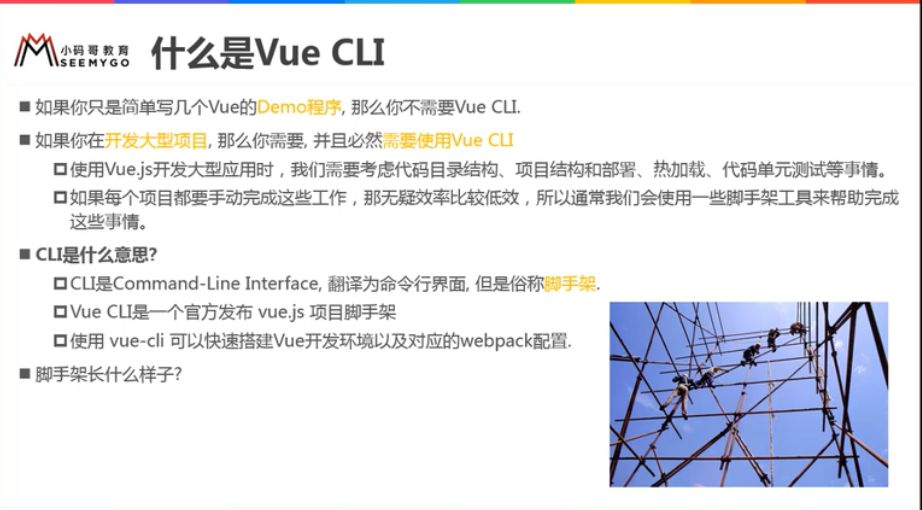 小码哥教育
SEEMYGO
什么是Vue CLI
如果你只是简单写几个Vue的Demo程序, 那么你不需要Vue CLI.
如果你在开发大型项目, 那么你需要, 并且必然需要使用Vue CLI
使用Vue.js开发大型应用时，我们需要考虑代码目录结构、项目结构和部署、热加载、代码单元测试等事情。
如果每个项目都要手动完成这些工作，那无疑效率比较低效，所以通常我们会使用一些脚手架工具来帮助完成
这些事情。
CLI是什么意思?
CLI是Command-Line Interface, 翻译为命令行界面, 但是俗称脚手架.
Vue CLI是一个官方发布 vue.js 项目脚手架
使用 vue-cli 可以快速搭建Vue开发环境以及对应的webpack配置.
脚手架长什么样子?